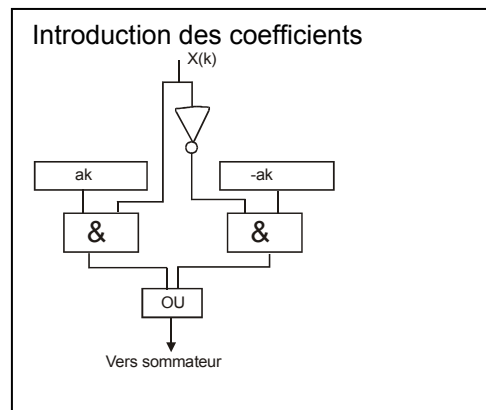 Introduction des coefficients
X(k)
ak
-ak
&
&
OU
Vers sommateur